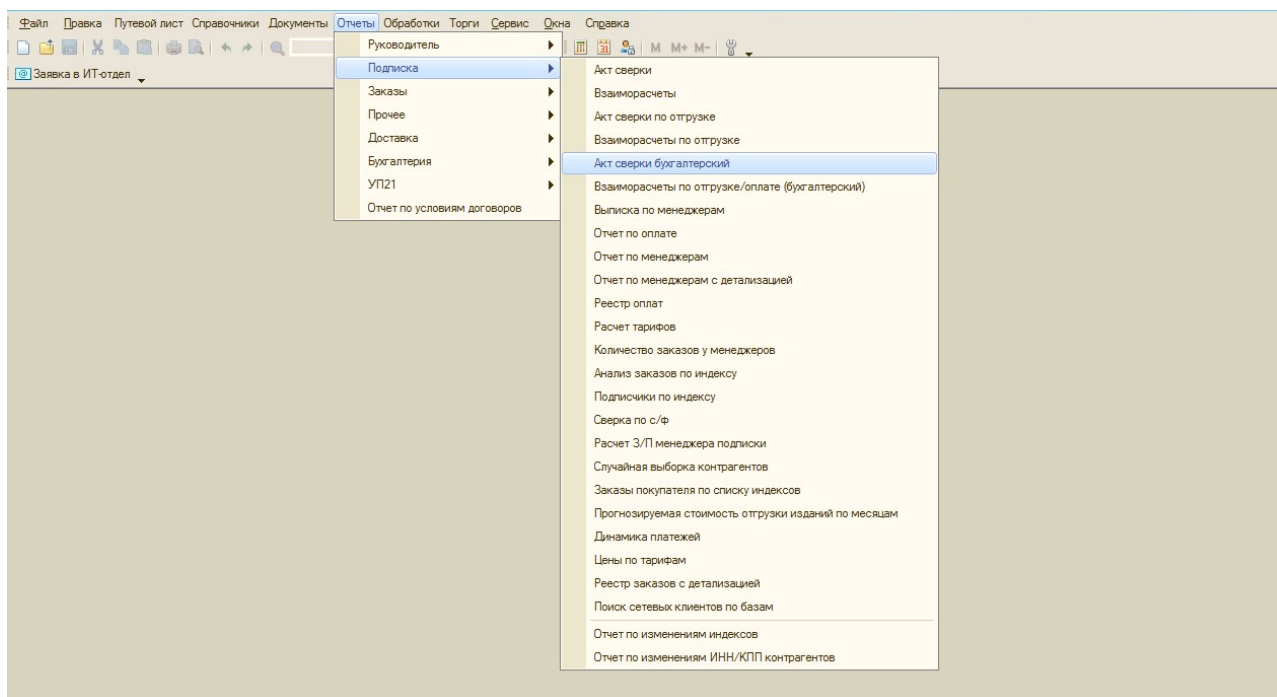 Файл Правка Путевой лист Справочники Документы Отчеты Обработки Торги Сервис Окна Справка
M M+ M-
Заявка в ИТ-отдел
Руководитель
Подписка
Заказы
Прочее
Доставка
Бухгалтерия
УП21
Отчет по условиям договоров
Акт сверки
Взаиморасчеты
Акт сверки по отгрузке
Взаиморасчеты по отгрузке
Акт сверки бухгалтерский
Взаиморасчеты по отгрузке/оплате (бухгалтерский)
Выписка по менеджерам
Отчет по оплате
Отчет по менеджерам
Отчет по менеджерам с детализацией
Реестр оплат
Расчет тарифов
Количество заказов у менеджеров
Анализ заказов по индексу
Подписчики по индексу
Сверка по с/ф
Расчет З/П менеджера подписки
Случайная выборка контрагентов
Заказы покупателя по списку индексов
Прогнозируемая стоимость отгрузки изданий по месяцам
Динамика платежей
Цены по тарифам
Реестр заказов с детализацией
Поиск сетевых клиентов по базам
Отчет по изменениям индексов
Отчет по изменениям ИНН/КПП контрагентов